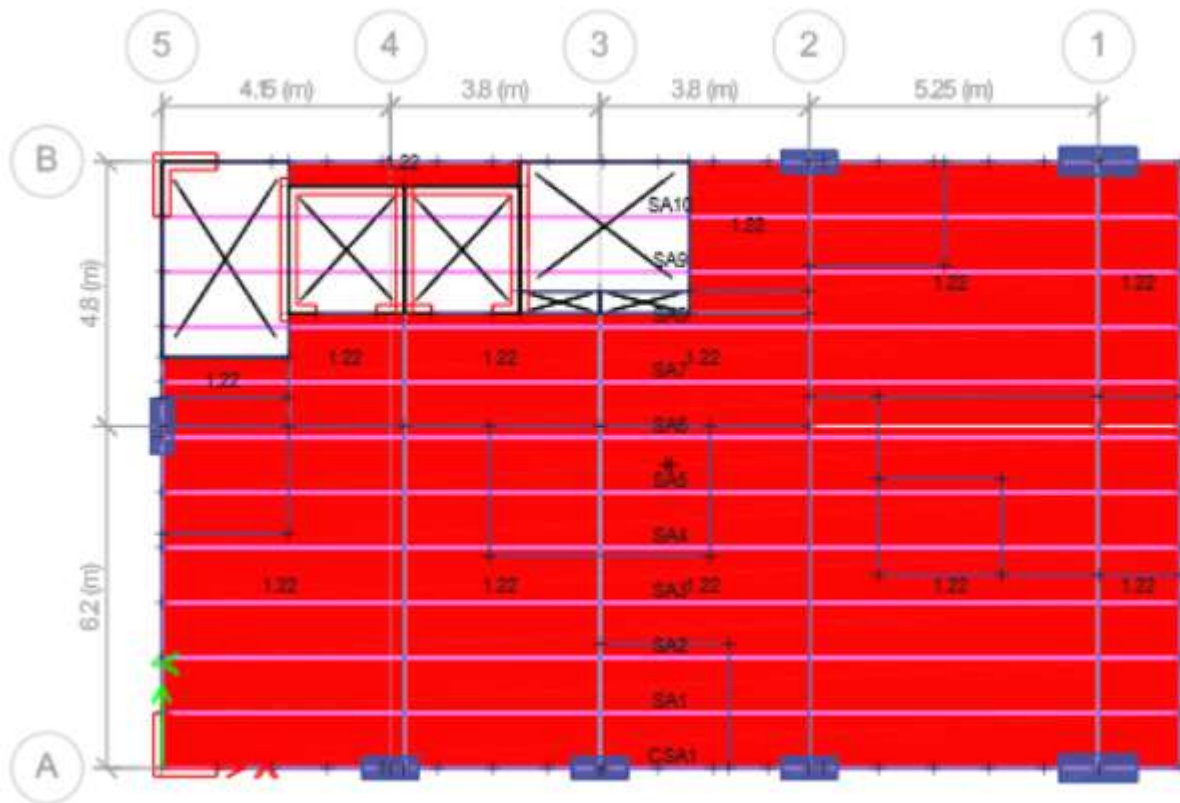 5 4 3 2 1
4.15 (m) 3.8 (m) 3.8 (m) 5.25 (m)
B
1.22
SA10
1.22
SA9
1.22 1.22
4.8 (m)
1.22 1.22 1.22
SA7
1.22
SA6
SA5
SA4
1.22 1.22 SA3 1.22 1.22 1.22
6.2 (m)
SA2
SA1
CSA1
A
X